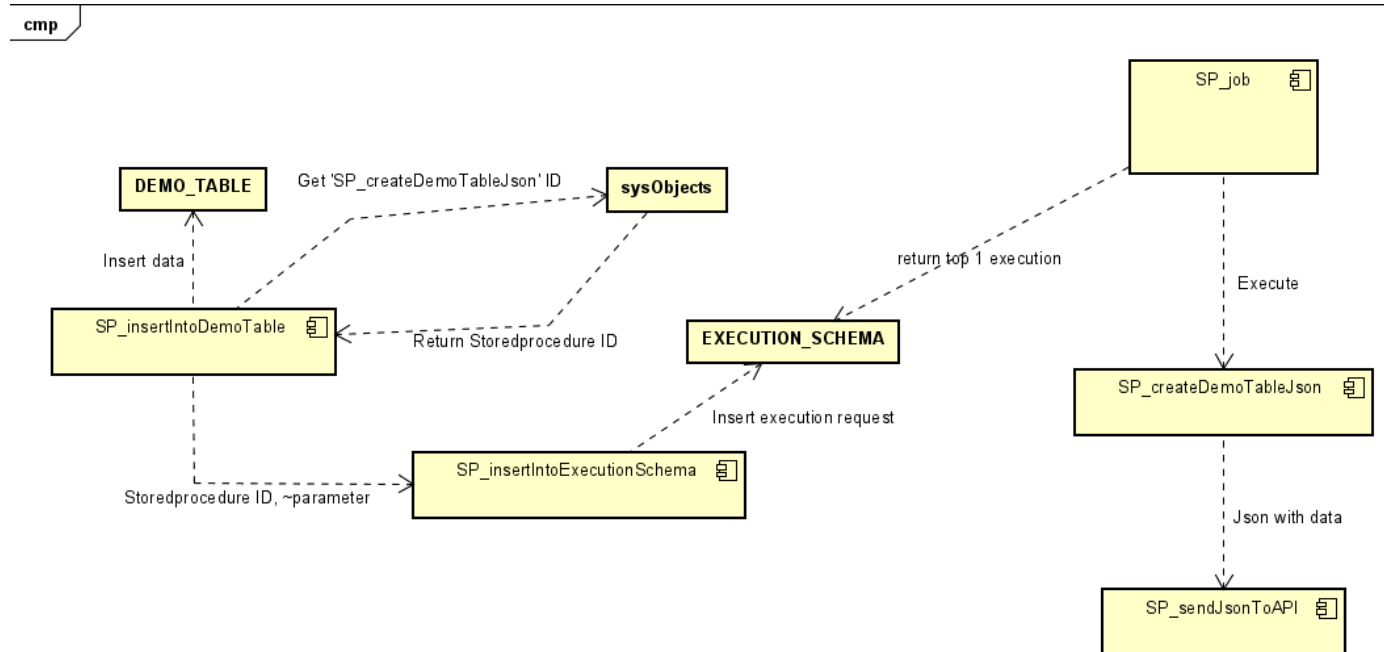 cmp
SP_job
DEMO_TABLE
Get 'SP_createDemoTableJson' ID
sysObjects
Insert data
return top 1 execution
Execute
SP_insertIntoDemoTable
Return Storedprocedure ID
EXECUTION_SCHEMA
SP_createDemoTableJson
Insert execution request
SP_insertIntoExecutionSchema
Storedprocedure ID, ~parameter
Json with data
SP_sendJsonToAPI